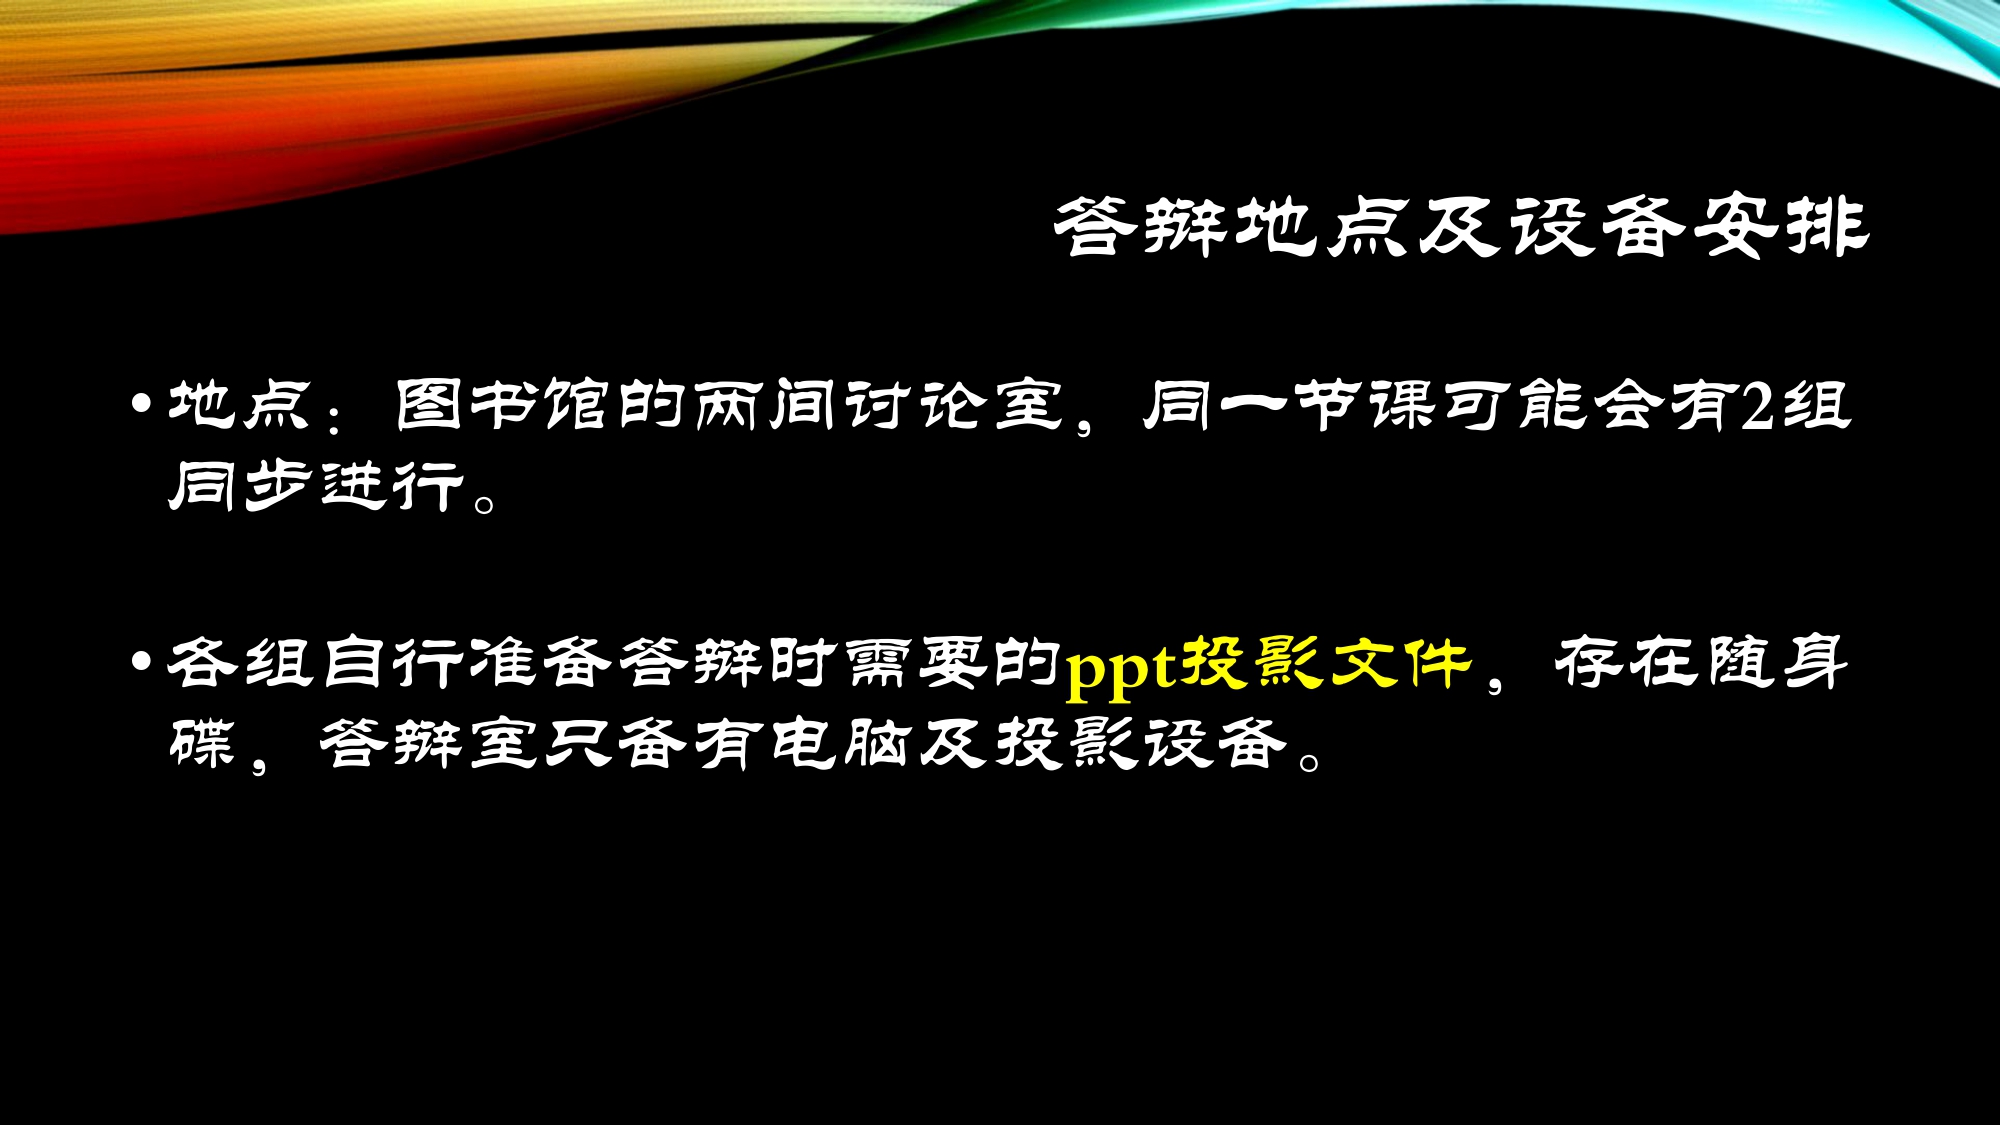 答辩地点及设备安排
•地点：图书馆的两间讨论室，同一节课可能会有2组
同步进行。
•各组自行准备答辩时需要的ppt投影文件，存在随身
碟，答辩室只备有电脑及投影设备。